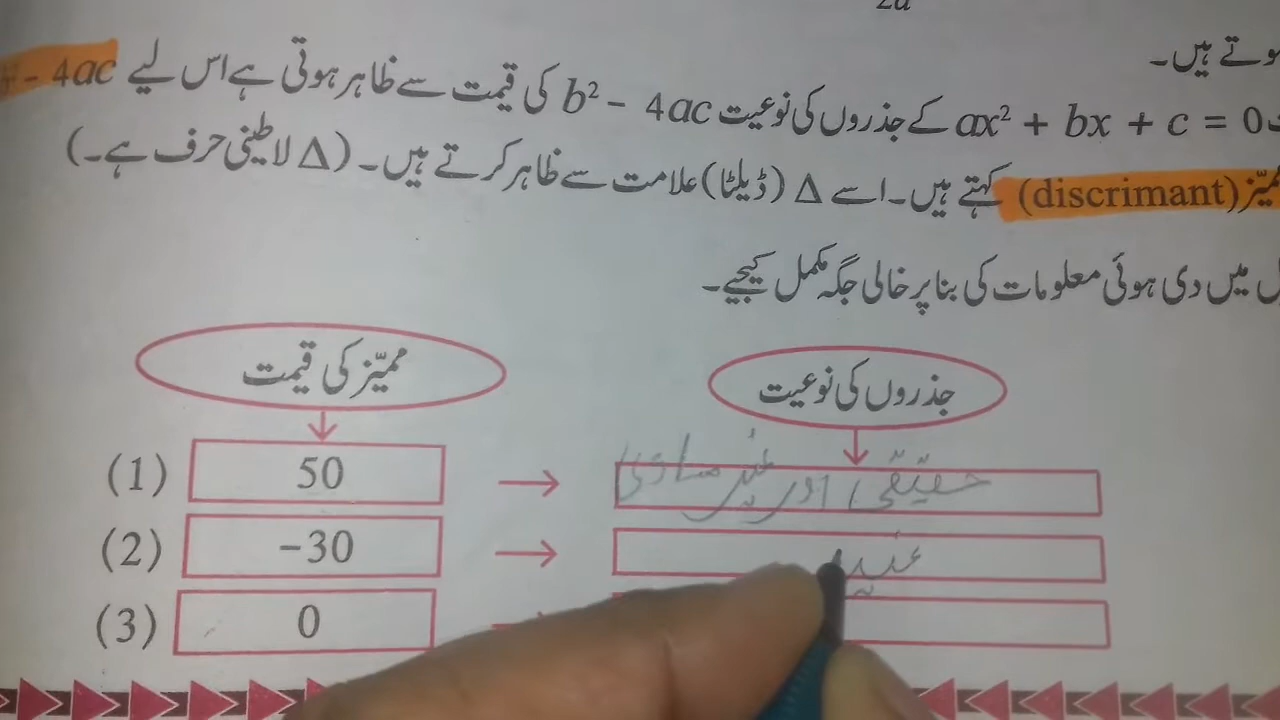 2a
ہوتے ہیں۔
ax² + bx + c = 0 کے جذروں کی نوعیت b² - 4ac کی قیمت سے ظاہر ہوتی ہے اس لیے - 4ac
ممیّز (discrimant) کہتے ہیں۔ اسے Δ (ڈیلٹا) علامت سے ظاہر کرتے ہیں۔ (Δ لاطینی حرف ہے۔)
میں دی ہوئی معلومات کی بنا پر خالی جگہ مکمل کیجیے۔
ممیّز کی قیمت
جذروں کی نوعیت
(1) 50 → حقیقی اور غیر مساوی
(2) -30 →
(3) 0